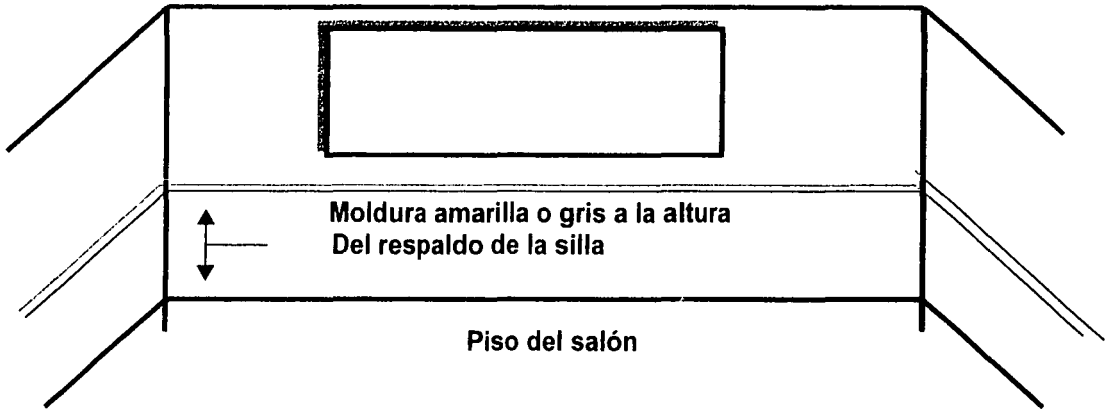 Moldura amarilla o gris a la altura
Del respaldo de la silla
Piso del salón